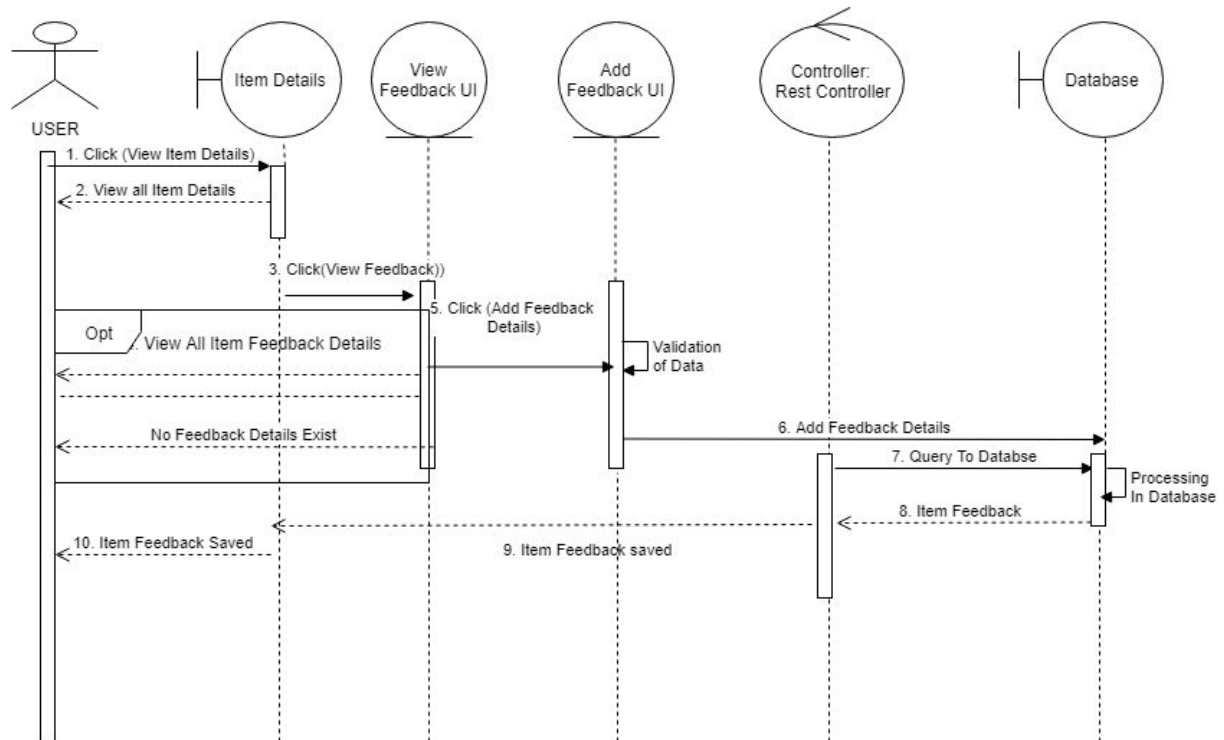 Item Details
View
Feedback UI
Add
Feedback UI
Controller:
Rest Controller
Database
USER
1. Click (View Item Details)
2. View all Item Details
3. Click(View Feedback))
5. Click (Add Feedback
Details)
Opt
. View All Item Feedback Details
Validation
of Data
No Feedback Details Exist
6. Add Feedback Details
7. Query To Databse
Processing
In Database
8. Item Feedback
9. Item Feedback saved
10. Item Feedback Saved